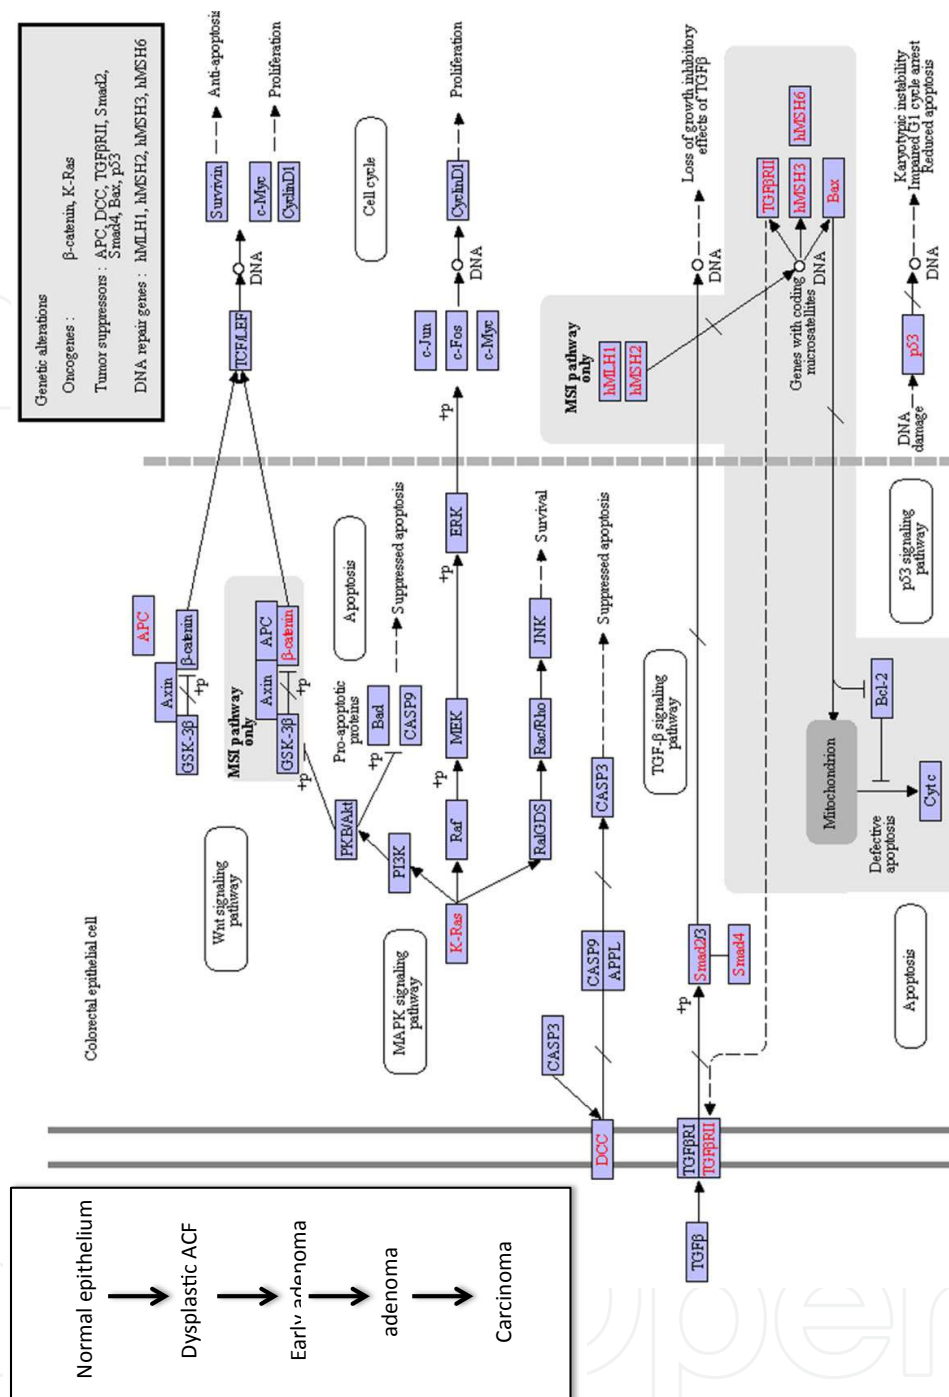 Normal epithelium
Dysplastic ACF
Early adenoma
adenoma
Carcinoma
Colorectal epithelial cell
Genetic alterations
Oncogenes : β-catenin, K-Ras
Tumor suppressors : APC, DCC, TGFβRII, Smad2,
Smad4, Bax, p53
DNA repair genes : hMLH1, hMSH2, hMSH3, hMSH6
Wnt signaling
pathway
GSK-3β
Axin
APC
β-catenin
+p
TCF/LEF
DNA
Survivin
Anti-apoptosis
c-Myc
CyclinD1
Proliferation
MSI pathway
only
GSK-3β
Axin
APC
β-catenin
+p
+p
PKB/Akt
PI3K
Pro-apoptotic
proteins
+p
Bad
CASP9
Suppressed apoptosis
Apoptosis
Cell cycle
MAPK signaling
pathway
K-Ras
Raf
+p
MEK
+p
ERK
+p
c-Jun
c-Fos
c-Myc
DNA
CyclinD1
Proliferation
RalGDS
Rac/Rho
JNK
Survival
CASP3
DCC
CASP9
APPL
CASP3
Suppressed apoptosis
TGF-β signaling
pathway
TGFβ
TGFβRI
TGFβRII
+p
Smad2/3
Smad4
DNA
Loss of growth inhibitory
effects of TGFβ
MSI pathway
only
hMLH1
hMSH2
Genes with coding
microsatellites
DNA
TGFβRII
hMSH3
hMSH6
Bax
Mitochondrion
Bcl-2
Cyt c
Defective
apoptosis
Apoptosis
p53 signaling
pathway
DNA
damage
p53
DNA
Karyotypic instability
Impaired G1 cycle arrest
Reduced apoptosis
open